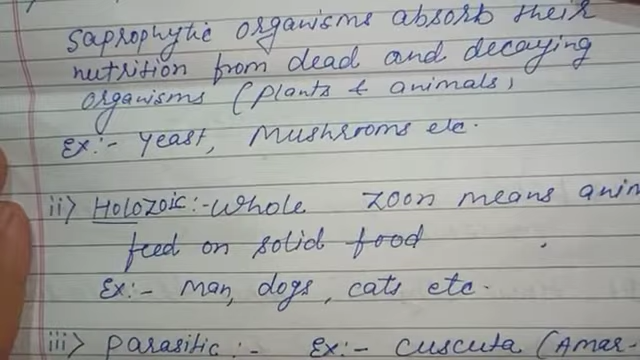 Saprophytic organisms absorb their
nutrition from dead and decaying
organisms (plants & animals,
Ex:- yeast, Mushrooms etc.
ii> Holozoic:- Whole zoon means anim
feed on solid food
Ex:- Man, dogs, cats etc.
iii> Parasitic:- Ex:- Cuscuta (Amar-